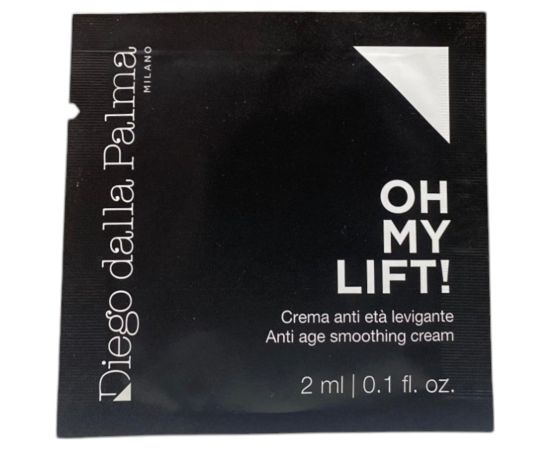 Diego dalla Palma
MILANO
OH
MY
LIFT!
Crema anti età levigante
Anti age smoothing cream
2 ml | 0.1 fl. oz.